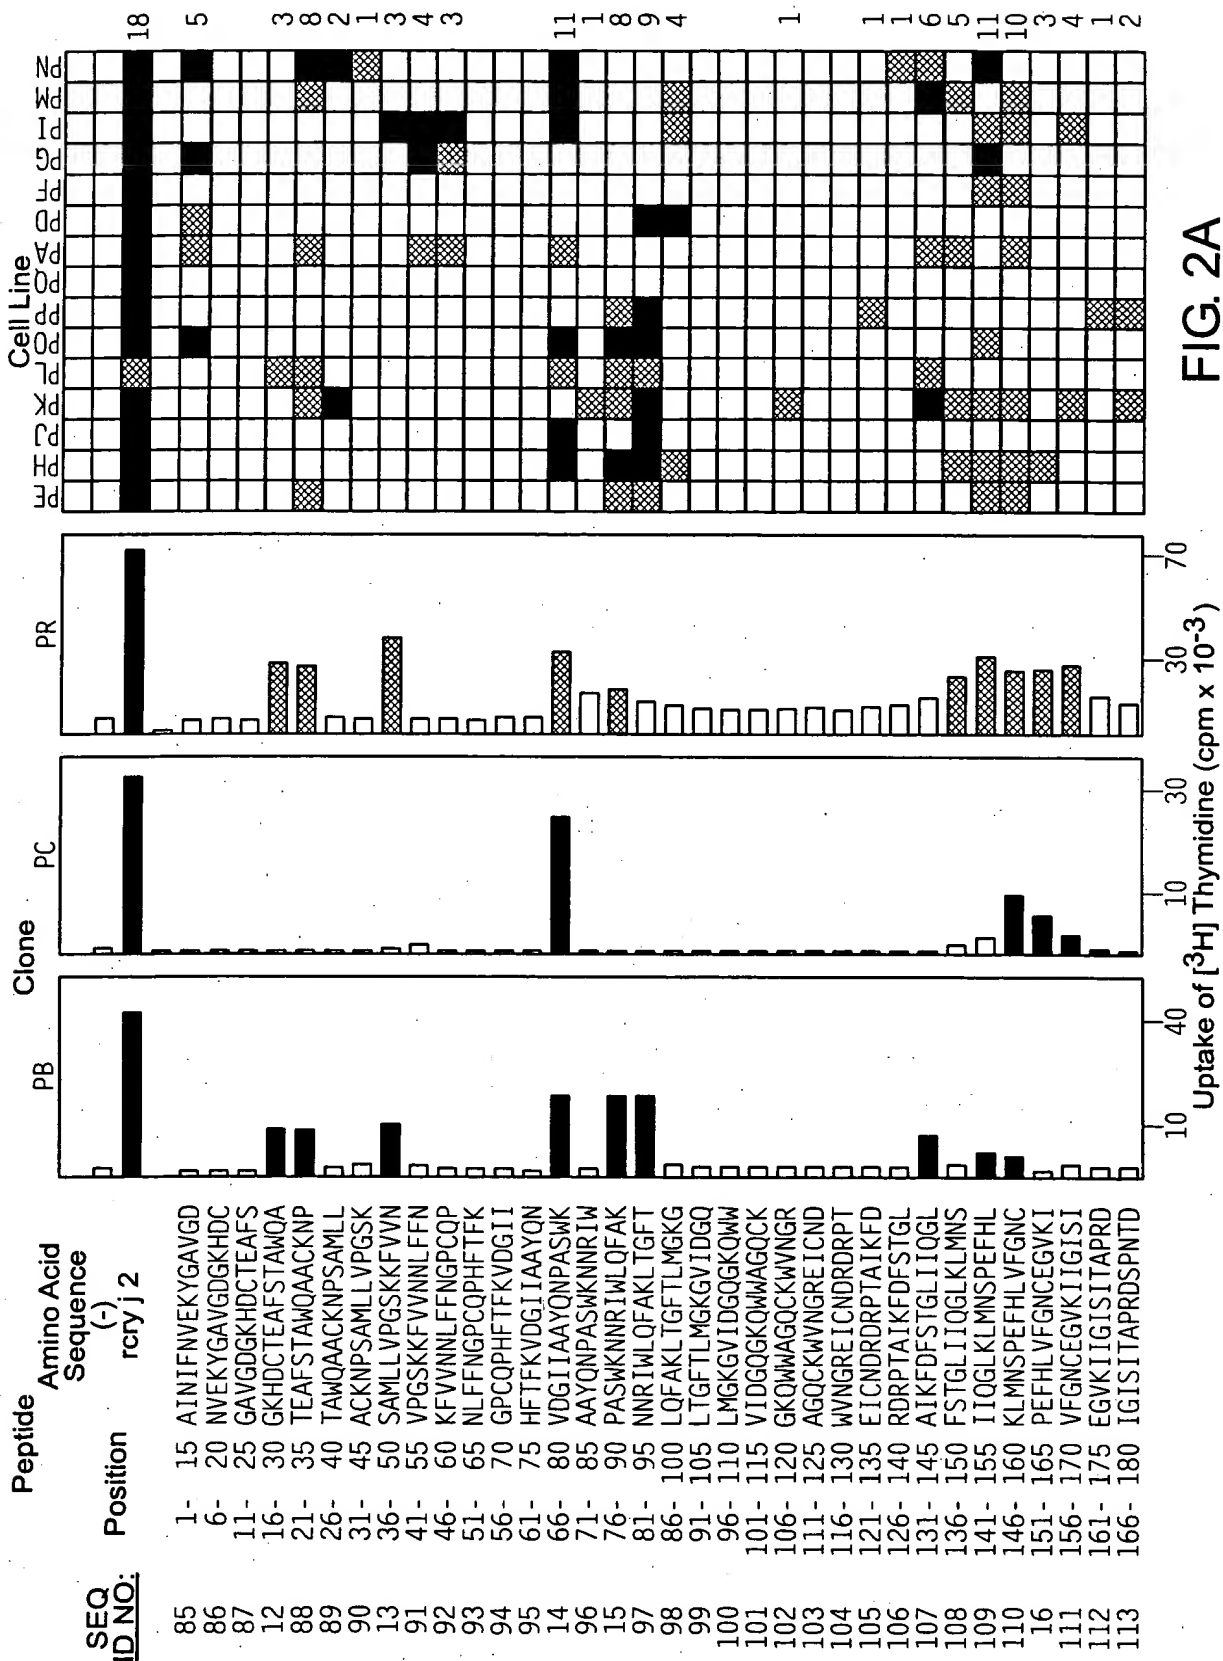 Peptide
Clone
Cell Line
SEQ ID NO:
Position
Amino Acid Sequence
PB
PC
PR
PE PH PJ PK PL PO PP PQ PA PD PF PG PI PM PN
(-)
rcry j 2 18
85 1- 15 AINIFNVEKYGAVGD 5
86 6- 20 NVEKYGAVGDGKHDC
87 11- 25 GAVGDGKHDCTEAFS
12 16- 30 GKHDCTEAFSTAWQA 3
88 21- 35 TEAFSTAWQAACKNP 8
89 26- 40 TAWQAACKNPSAMLL 2
90 31- 45 ACKNPSAMLLVPGSK 1
13 36- 50 SAMLLVPGSKKFVVN 3
91 41- 55 VPGSKKFVVNNLFFN 4
92 46- 60 KFVVNNLFFNGPCQP 3
93 51- 65 NLFFNGPCQPHFTFK
94 56- 70 GPCQPHFTFKVDGII
95 61- 75 HFTFKVDGIIAAYQN
14 66- 80 VDGIIAAYQNPASWK 11
96 71- 85 AAYQNPASWKNNRIW 1
15 76- 90 PASWKNNRIWLQFAK 8
97 81- 95 NNRIWLQFAKLTGFT 9
98 86- 100 LQFAKLTGFTLMGKG 4
99 91- 105 LTGFTLMGKGVIDGQ
100 96- 110 LMGKGVIDGQGKQWW
101 101- 115 VIDGQGKQWWAGQCK
102 106- 120 GKQWWAGQCKWVNGR 1
103 111- 125 AGQCKWVNGREICND
104 116- 130 WVNGREICNDRDRPT
105 121- 135 EICNDRDRPTAIKFD 1
106 126- 140 RDRPTAIKFDFSTGL 1
107 131- 145 AIKFDFSTGLIIQGL 6
108 136- 150 FSTGLIIQGLKLMNS 5
109 141- 155 IIQGLKLMNSPEFHL 11
110 146- 160 KLMNSPEFHLVFGNC 10
16 151- 165 PEFHLVFGNCEGVKI 3
111 156- 170 VFGNCEGVKIIGISI 4
112 161- 175 EGVKIIGISITAPRD 1
113 166- 180 IGISITAPRDSPNTD 2
10 40
10 30
30 70
Uptake of [3H] Thymidine (cpm x 10-3)
FIG. 2A